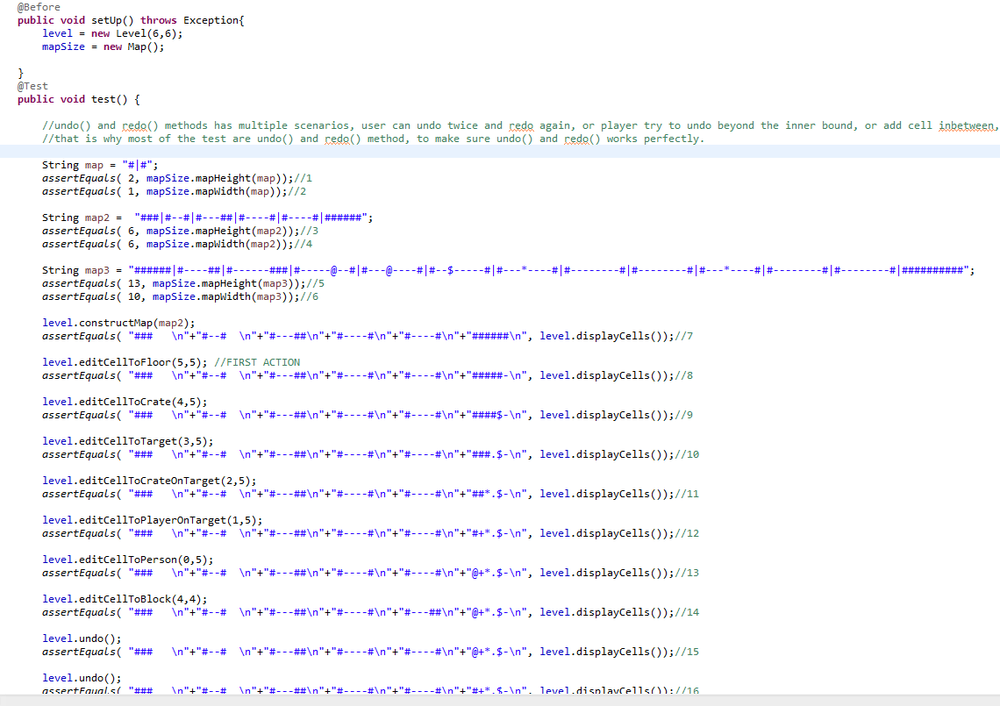 @Before
public void setUp() throws Exception{
    level = new Level(6,6);
    mapSize = new Map();
}
@Test
public void test() {
    //undo() and redo() methods has multiple scenarios, user can undo twice and redo again, or player try to undo beyond the inner bound, or add cell inbetween,
    //that is why most of the test are undo() and redo() method, to make sure undo() and redo() works perfectly.
    String map = "#|#";
    assertEquals( 2, mapSize.mapHeight(map));//1
    assertEquals( 1, mapSize.mapWidth(map));//2
    String map2 =  "###|#--#|#---##|#----#|#----#|######";
    assertEquals( 6, mapSize.mapHeight(map2));//3
    assertEquals( 6, mapSize.mapWidth(map2));//4
    String map3 = "######|#----##|#------###|#-----@--#|#---@----#|#--$-----#|#---*----#|#--------#|#--------#|#---*----#|#--------#|#--------#|##########";
    assertEquals( 13, mapSize.mapHeight(map3));//5
    assertEquals( 10, mapSize.mapWidth(map3));//6
    level.constructMap(map2);
    assertEquals( "###   \n"+"#--#  \n"+"#---##\n"+"#----#\n"+"#----#\n"+"######\n", level.displayCells());//7
    level.editCellToFloor(5,5); //FIRST ACTION
    assertEquals( "###   \n"+"#--#  \n"+"#---##\n"+"#----#\n"+"#----#\n"+"#####-\n", level.displayCells());//8
    level.editCellToCrate(4,5);
    assertEquals( "###   \n"+"#--#  \n"+"#---##\n"+"#----#\n"+"#----#\n"+"####$-\n", level.displayCells());//9
    level.editCellToTarget(3,5);
    assertEquals( "###   \n"+"#--#  \n"+"#---##\n"+"#----#\n"+"#----#\n"+"###.$-\n", level.displayCells());//10
    level.editCellToCrateOnTarget(2,5);
    assertEquals( "###   \n"+"#--#  \n"+"#---##\n"+"#----#\n"+"#----#\n"+"##*.$-\n", level.displayCells());//11
    level.editCellToPlayerOnTarget(1,5);
    assertEquals( "###   \n"+"#--#  \n"+"#---##\n"+"#----#\n"+"#----#\n"+"#+*.$-\n", level.displayCells());//12
    level.editCellToPerson(0,5);
    assertEquals( "###   \n"+"#--#  \n"+"#---##\n"+"#----#\n"+"#----#\n"+"@+*.$-\n", level.displayCells());//13
    level.editCellToBlock(4,4);
    assertEquals( "###   \n"+"#--#  \n"+"#---##\n"+"#----#\n"+"#---##\n"+"@+*.$-\n", level.displayCells());//14
    level.undo();
    assertEquals( "###   \n"+"#--#  \n"+"#---##\n"+"#----#\n"+"#----#\n"+"@+*.$-\n", level.displayCells());//15
    level.undo();
    assertEquals( "###   \n"+"#--#  \n"+"#---##\n"+"#----#\n"+"#----#\n"+"#+*.$-\n", level.displayCells());//16